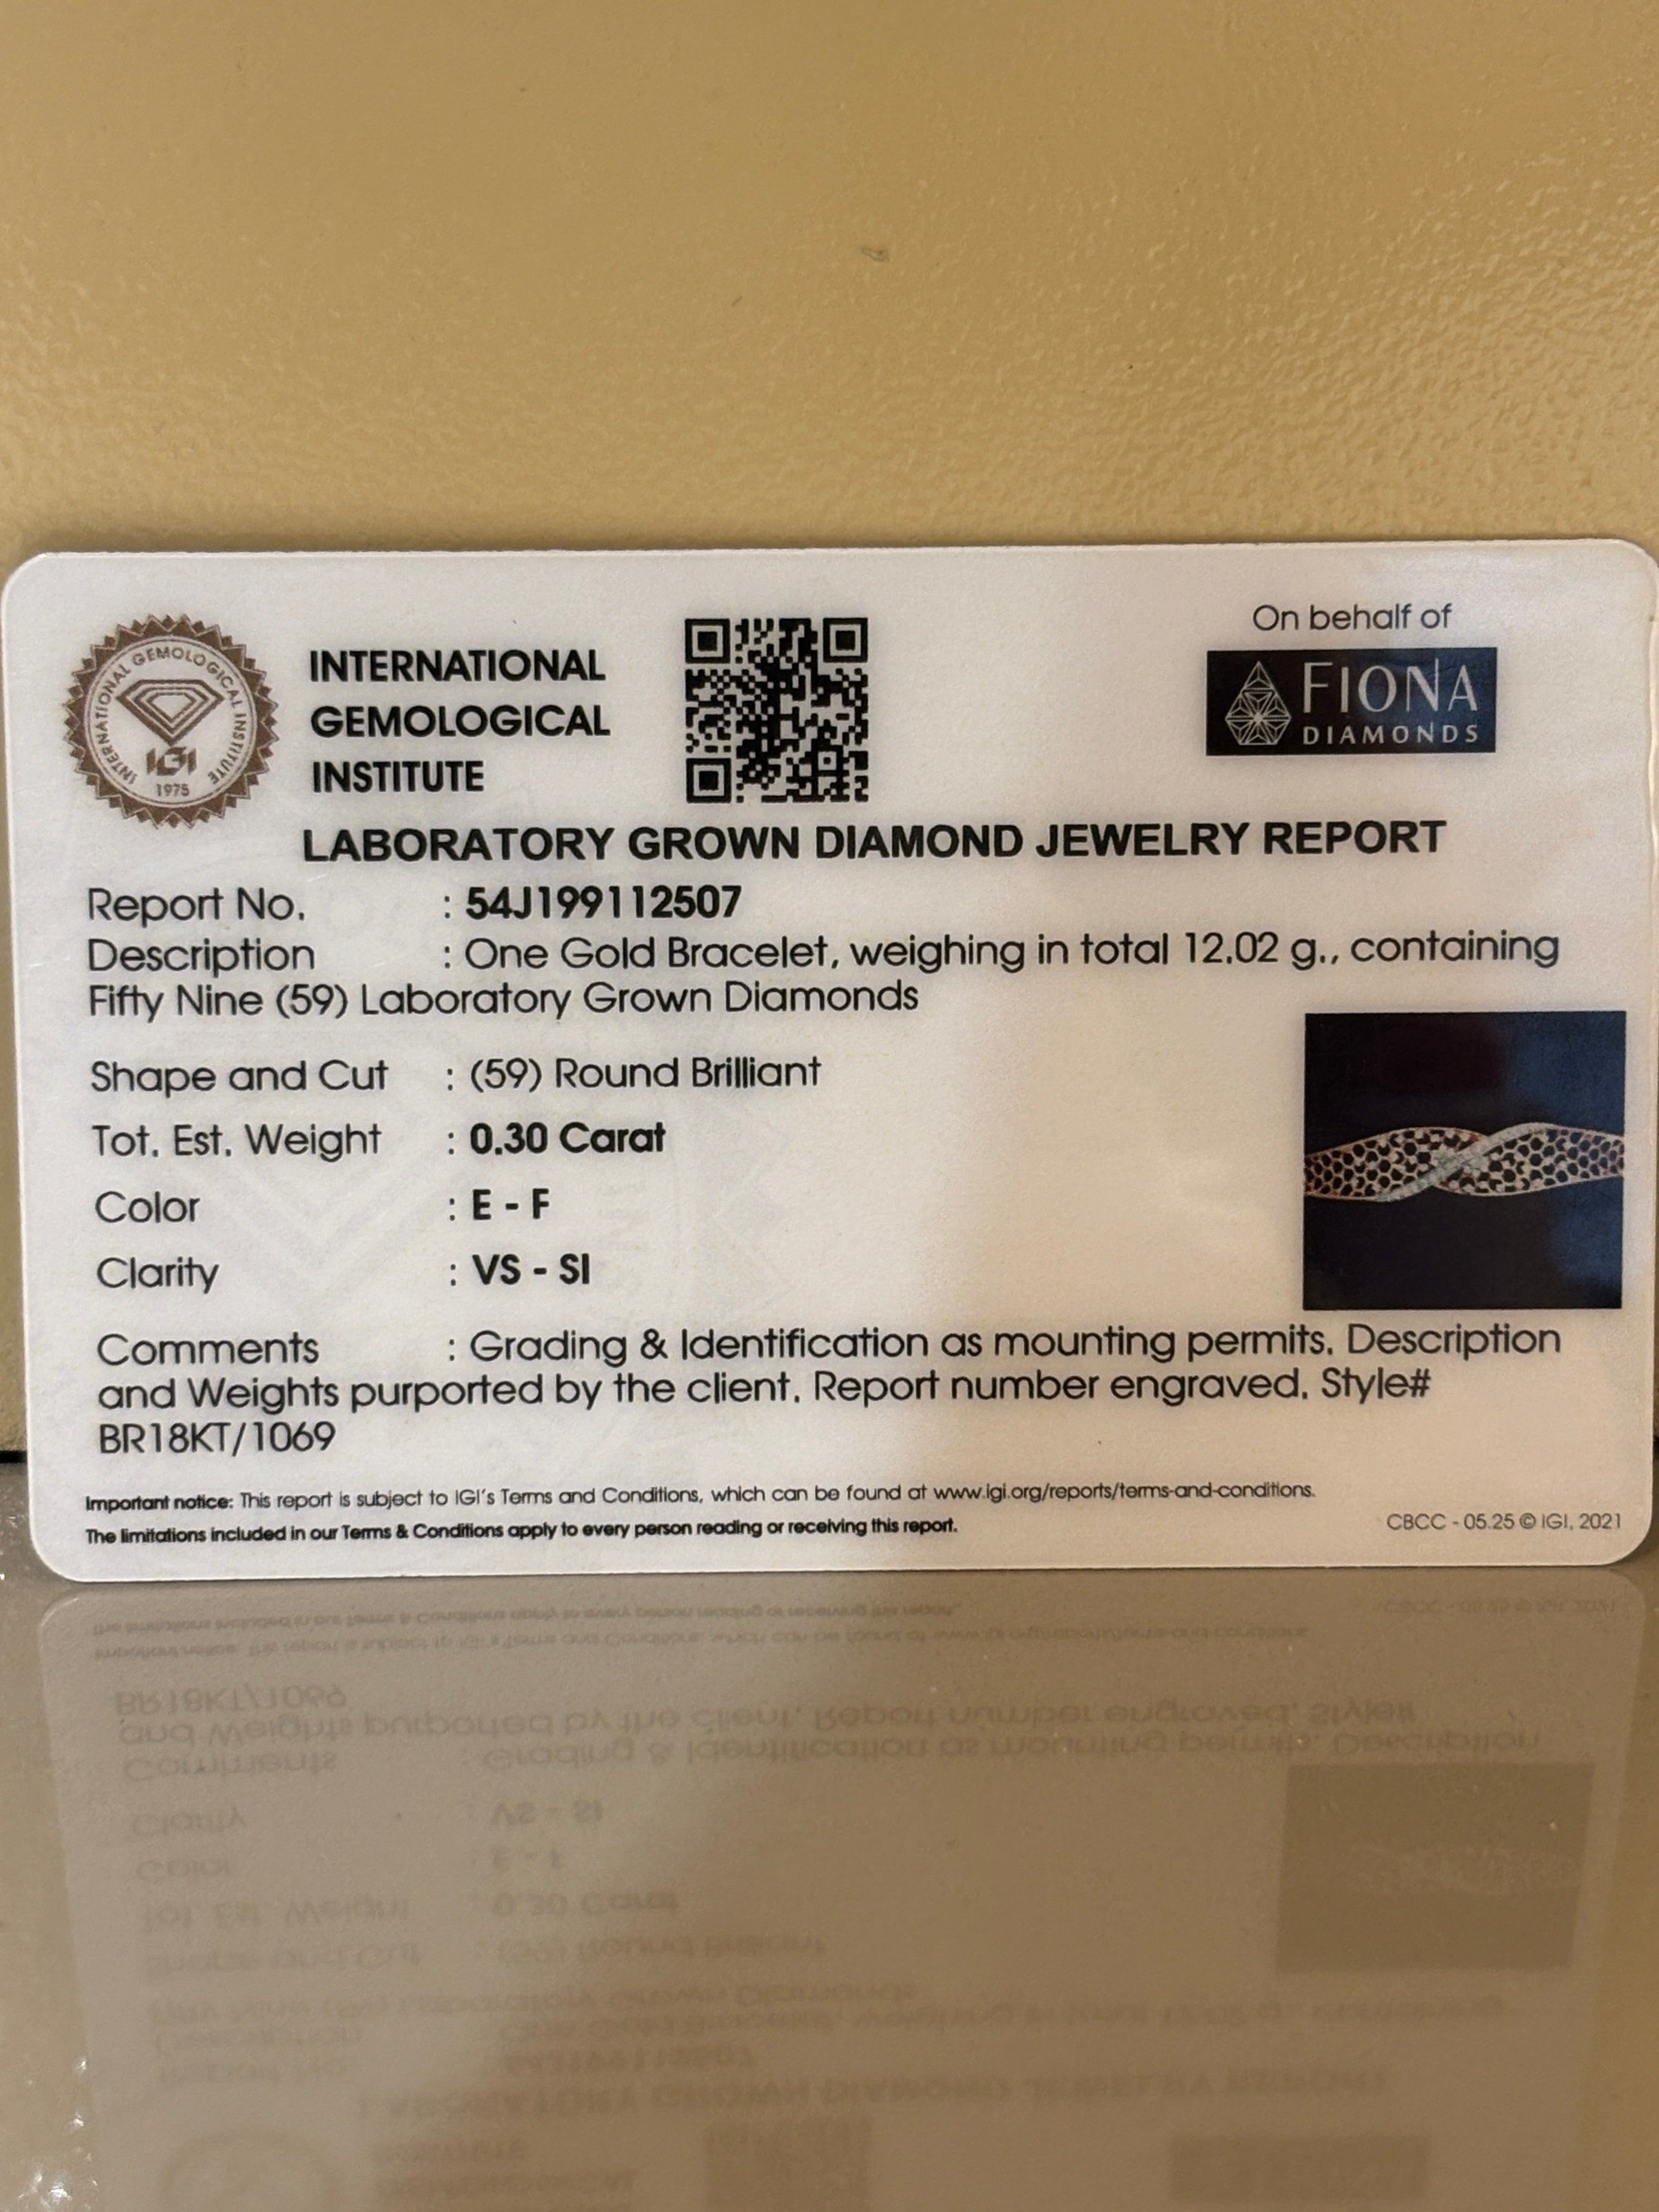 INTERNATIONAL GEMOLOGICAL INSTITUTE
IGI
1975
INTERNATIONAL
GEMOLOGICAL
INSTITUTE
On behalf of
FIONA
DIAMONDS
LABORATORY GROWN DIAMOND JEWELRY REPORT
Report No. : 54J199112507
Description : One Gold Bracelet, weighing in total 12.02 g., containing
Fifty Nine (59) Laboratory Grown Diamonds
Shape and Cut : (59) Round Brilliant
Tot. Est. Weight : 0.30 Carat
Color : E - F
Clarity : VS - SI
Comments : Grading & Identification as mounting permits. Description
and Weights purported by the client. Report number engraved. Style#
BR18KT/1069
Important notice: This report is subject to IGI's Terms and Conditions, which can be found at www.igi.org/reports/terms-and-conditions.
The limitations included in our Terms & Conditions apply to every person reading or receiving this report.
CBCC - 05.25 © IGI, 2021